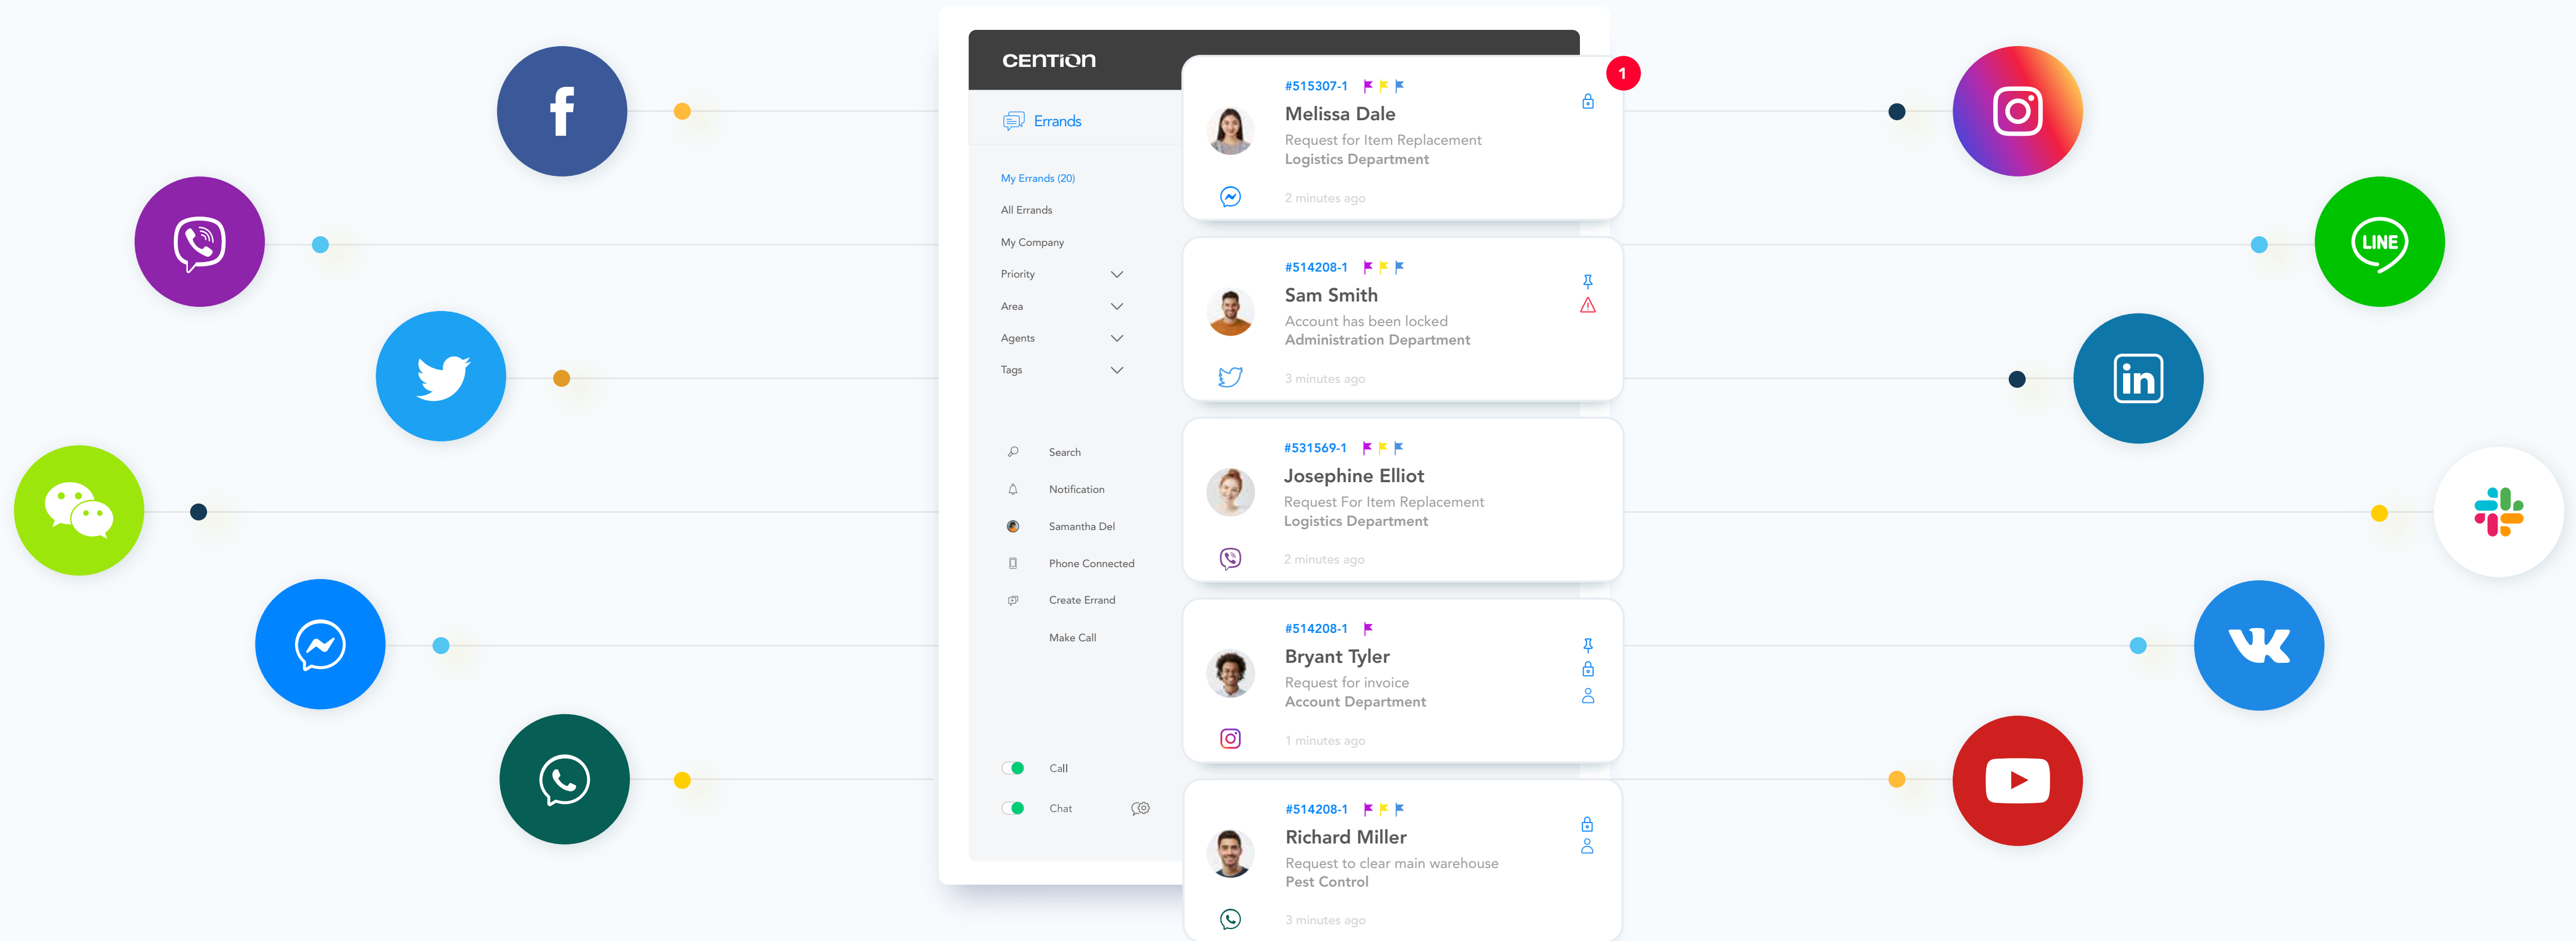 CENTION
Errands
My Errands (20)
All Errands
My Company
Priority
Area
Agents
Tags
Search
Notification
Samantha Del
Phone Connected
Create Errand
Make Call
Call
Chat
1
#515307-1
Melissa Dale
Request for Item Replacement
Logistics Department
2 minutes ago
#514208-1
Sam Smith
Account has been locked
Administration Department
3 minutes ago
#531569-1
Josephine Elliot
Request For Item Replacement
Logistics Department
2 minutes ago
#514208-1
Bryant Tyler
Request for invoice
Account Department
1 minutes ago
#514208-1
Richard Miller
Request to clear main warehouse
Pest Control
3 minutes ago
f
LINE
in
VK